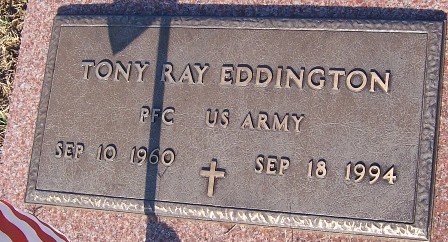 TONY RAY EDDINGTON
PFC US ARMY
SEP 10 1960 SEP 18 1994